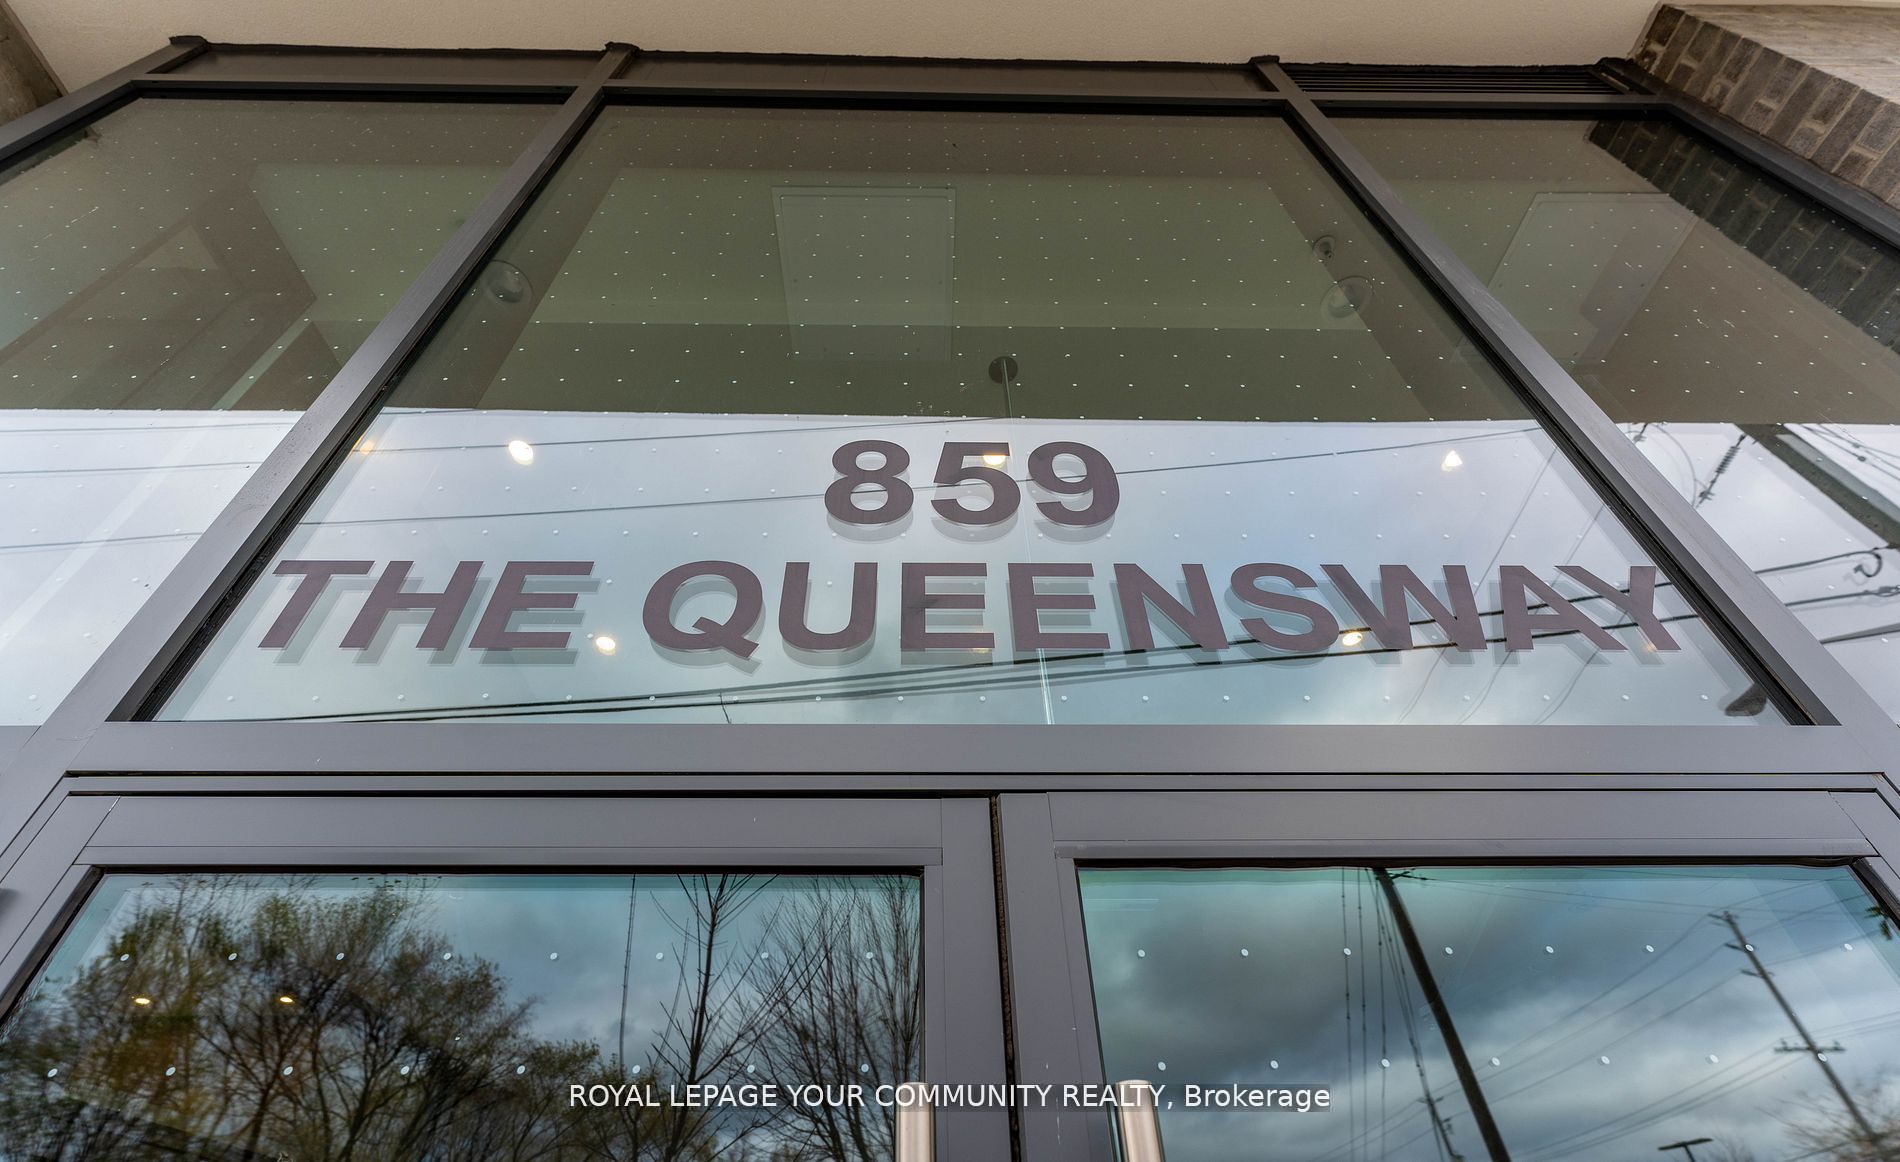 859
THE QUEENSWAY
ROYAL LEPAGE YOUR COMMUNITY REALTY, Brokerage